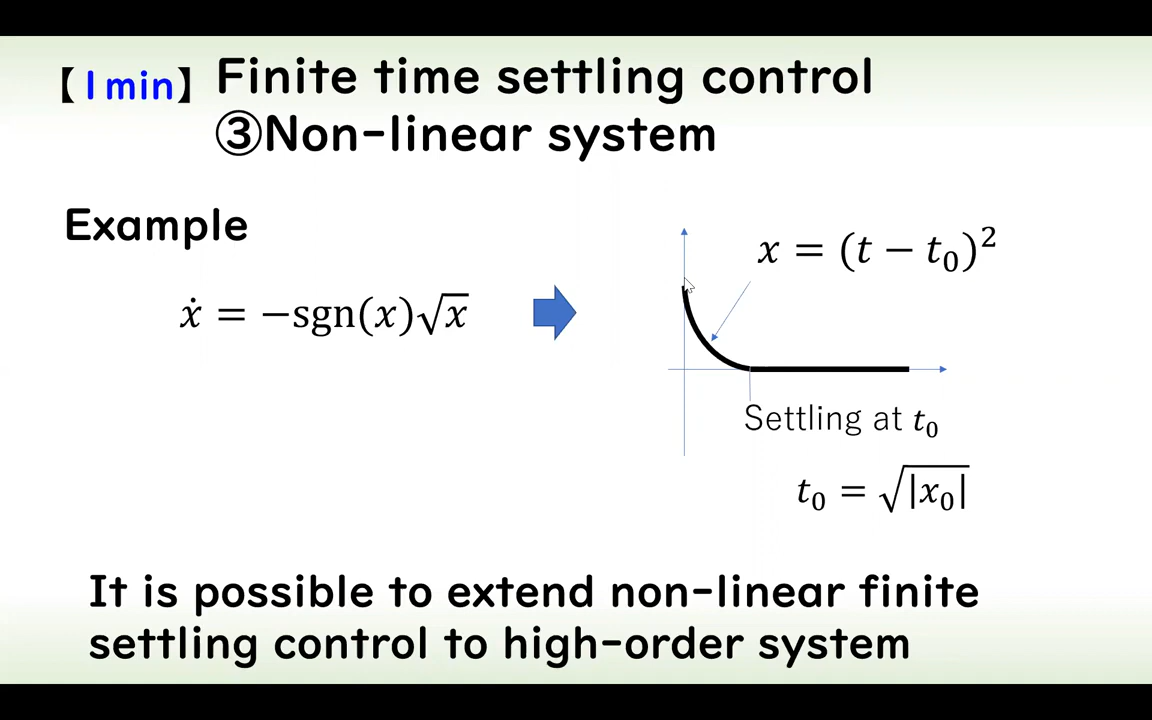 【1min】 Finite time settling control
③Non-linear system
Example
x = (t − t₀)²
ẋ = −sgn(x)√x
Settling at t₀
t₀ = √|x₀|
It is possible to extend non-linear finite
settling control to high-order system